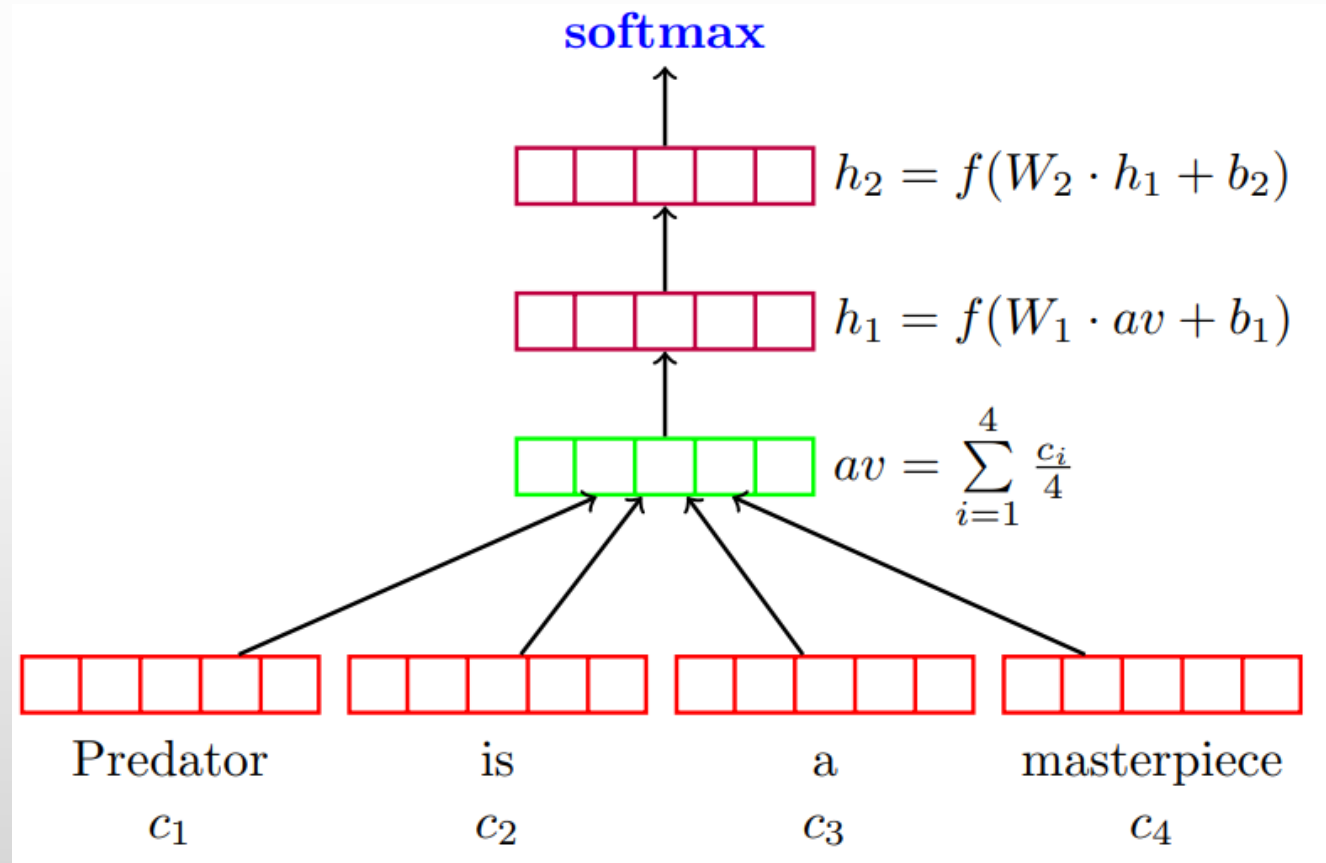 softmax
h₂ = f(W₂ · h₁ + b₂)
h₁ = f(W₁ · av + b₁)
av = ∑_{i=1}^{4} c_i/4
Predator is a masterpiece
c₁ c₂ c₃ c₄